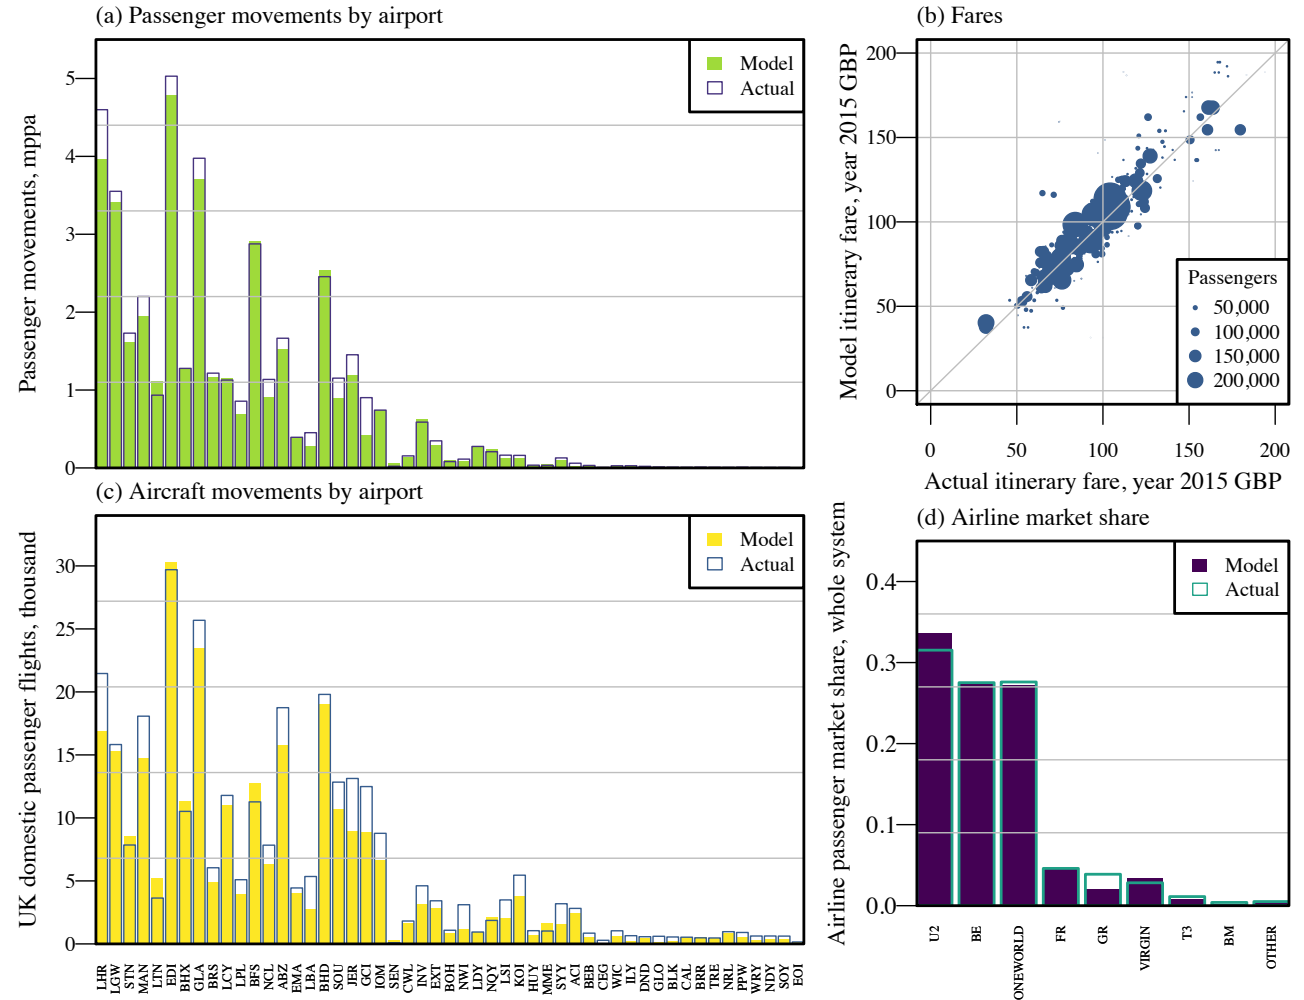 (a) Passenger movements by airport
Passenger movements, mppa
5
4
3
2
1
0
Model
Actual
(b) Fares
Model itinerary fare, year 2015 GBP
200
150
100
50
0
Passengers
50,000
100,000
150,000
200,000
0 50 100 150 200
Actual itinerary fare, year 2015 GBP
(c) Aircraft movements by airport
UK domestic passenger flights, thousand
30
25
20
15
10
5
0
Model
Actual
LHR LGW STN MAN LTN EDI BHX GLA BRS LCY LPL BFS NCL ABZ EMA LBA BHD SOU JER GCI IOM SEN CWL INV EXT BOH NWI LDY NQY LSI KOI HUY MME SYY ACI BEB CEG WIC ILY DND GLO BLK CAL BRR TRE NRL PPW WRY NDY SOY EOI
(d) Airline market share
Airline passenger market share, whole system
0.4
0.3
0.2
0.1
0.0
Model
Actual
U2 BE ONEWORLD FR GR VIRGIN T3 BM OTHER